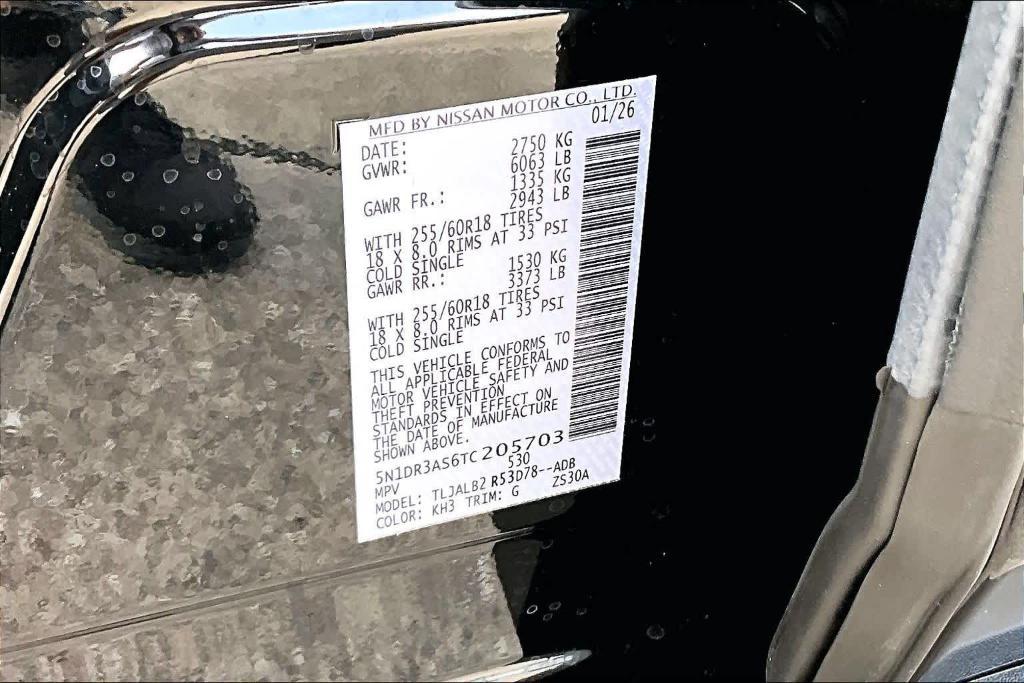 MFD BY NISSAN MOTOR CO., LTD.
DATE: 01/26
GVWR: 2750 KG
6063 LB
GAWR FR.: 1335 KG
2943 LB
WITH 255/60R18 TIRES
18 X 8.0 RIMS AT 33 PSI
COLD SINGLE
GAWR RR.: 1530 KG
3373 LB
WITH 255/60R18 TIRES
18 X 8.0 RIMS AT 33 PSI
COLD SINGLE
THIS VEHICLE CONFORMS TO
ALL APPLICABLE FEDERAL
MOTOR VEHICLE SAFETY AND
THEFT PREVENTION
STANDARDS IN EFFECT ON
THE DATE OF MANUFACTURE
SHOWN ABOVE.
5N1DR3AS6TC205703
MPV 530
MODEL: TLJALB2 R53D78--ADB
COLOR: KH3 TRIM: G ZS30A